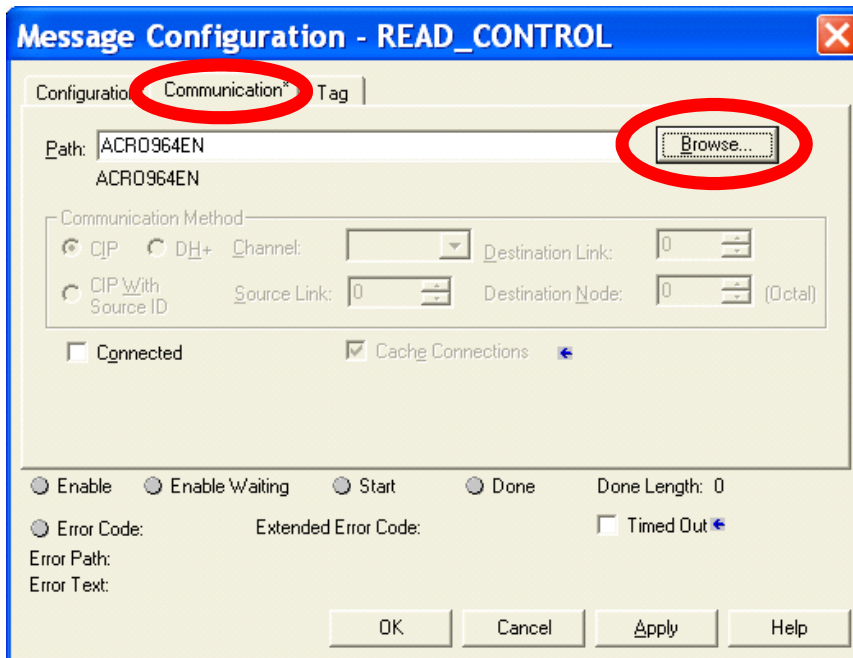 Message Configuration - READ_CONTROL
Configuration Communication* Tag
Path: ACRO964EN Browse...
ACRO964EN
Communication Method
CIP DH+ Channel: Destination Link: 0
CIP With Source ID Source Link: 0 Destination Node: 0 (Octal)
Connected Cache Connections
Enable Enable Waiting Start Done Done Length: 0
Error Code: Extended Error Code: Timed Out
Error Path:
Error Text:
OK Cancel Apply Help